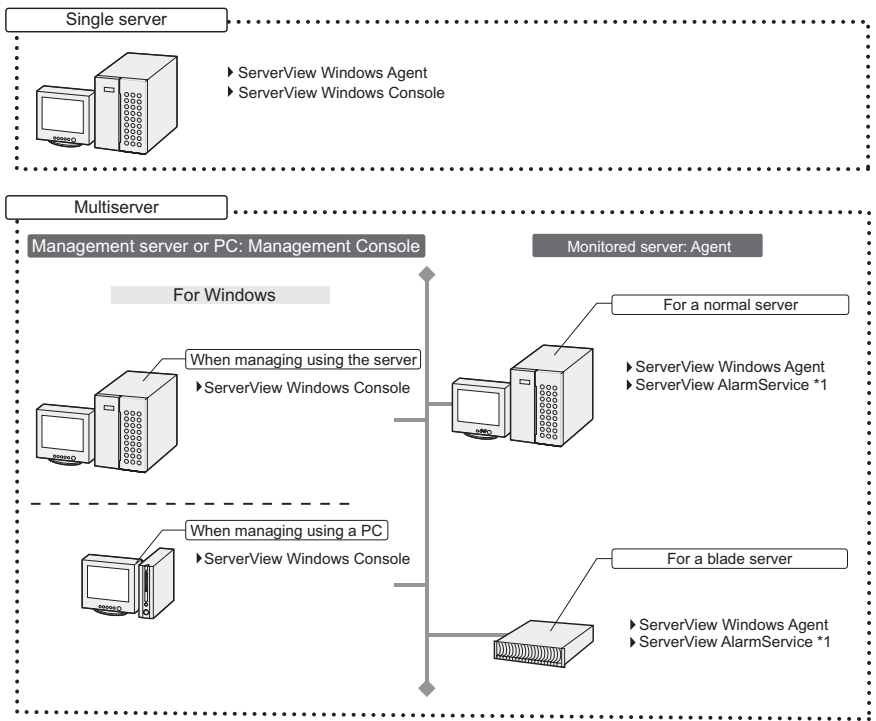 Single server
ServerView Windows Agent
ServerView Windows Console
Multiserver
Management server or PC: Management Console
Monitored server: Agent
For Windows
For a normal server
When managing using the server
ServerView Windows Console
ServerView Windows Agent
ServerView AlarmService *1
When managing using a PC
ServerView Windows Console
For a blade server
ServerView Windows Agent
ServerView AlarmService *1